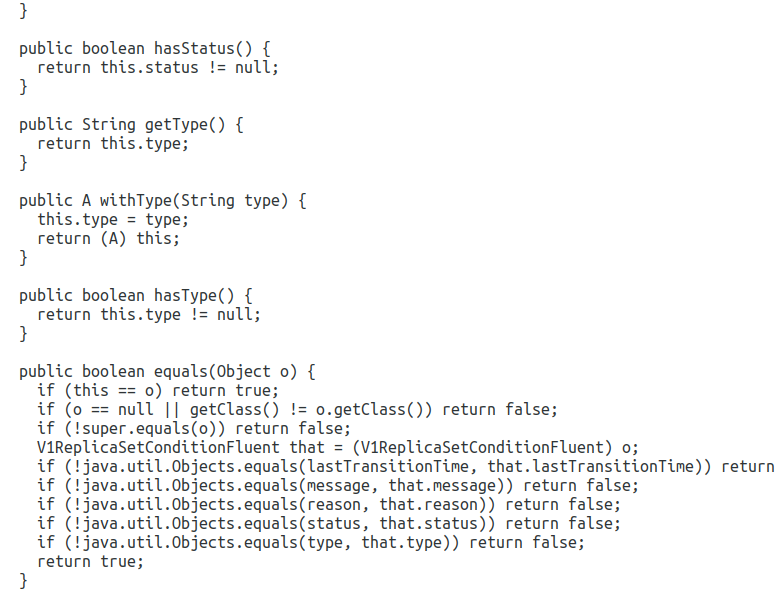 }
public boolean hasStatus() {
return this.status != null;
}
public String getType() {
return this.type;
}
public A withType(String type) {
this.type = type;
return (A) this;
}
public boolean hasType() {
return this.type != null;
}
public boolean equals(Object o) {
if (this == o) return true;
if (o == null || getClass() != o.getClass()) return false;
if (!super.equals(o)) return false;
V1ReplicaSetConditionFluent that = (V1ReplicaSetConditionFluent) o;
if (!java.util.Objects.equals(lastTransitionTime, that.lastTransitionTime)) return
if (!java.util.Objects.equals(message, that.message)) return false;
if (!java.util.Objects.equals(reason, that.reason)) return false;
if (!java.util.Objects.equals(status, that.status)) return false;
if (!java.util.Objects.equals(type, that.type)) return false;
return true;
}